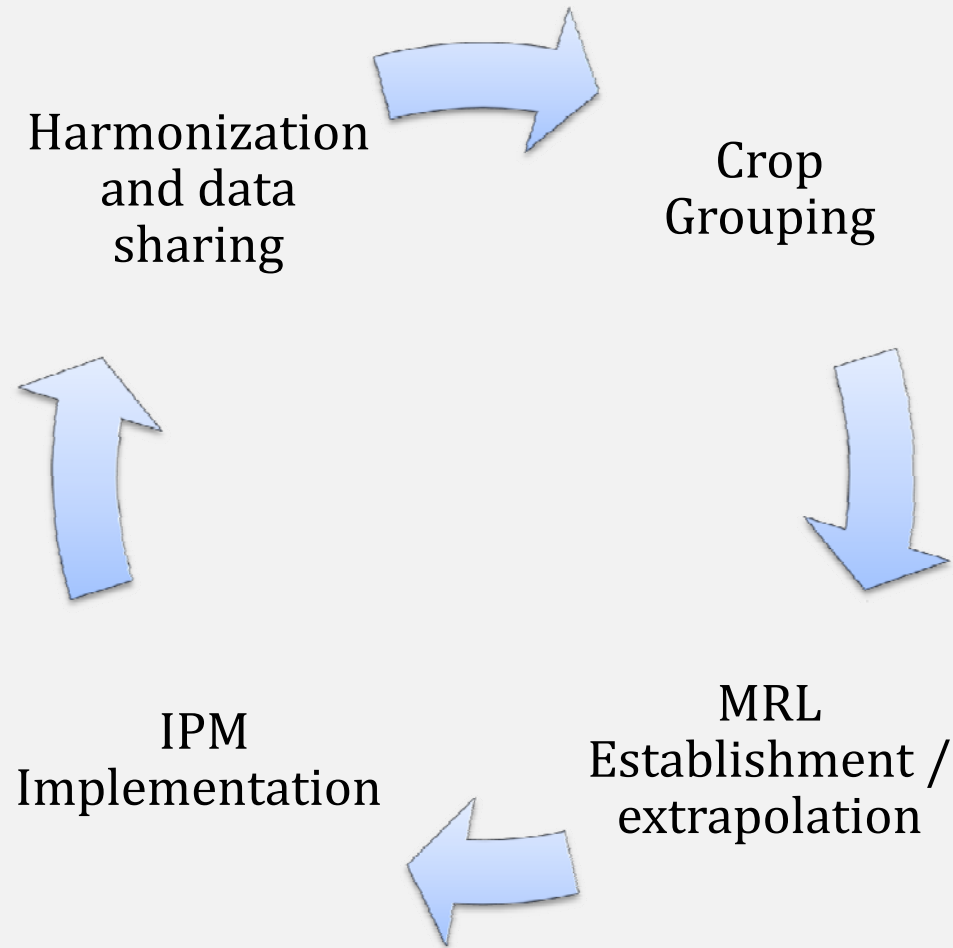 Harmonization
and data
sharing
Crop
Grouping
MRL
Establishment /
extrapolation
IPM
Implementation